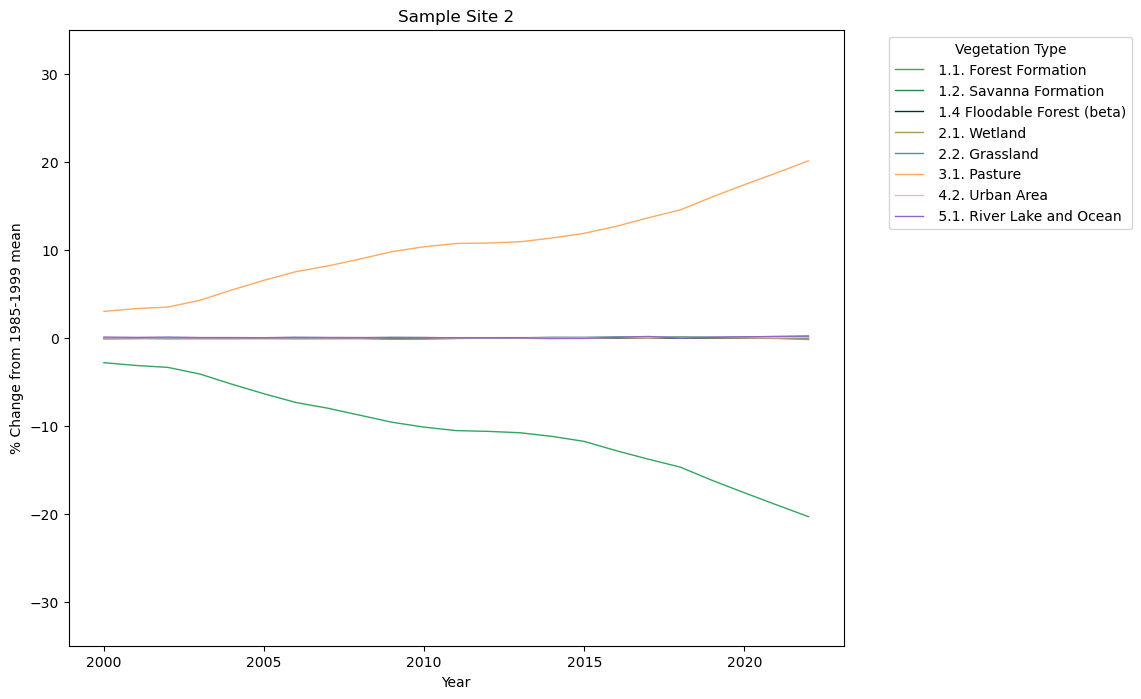 Sample Site 2
% Change from 1985-1999 mean
30
20
10
0
−10
−20
−30
2000
2005
2010
2015
2020
Year
Vegetation Type
1.1. Forest Formation
1.2. Savanna Formation
1.4 Floodable Forest (beta)
2.1. Wetland
2.2. Grassland
3.1. Pasture
4.2. Urban Area
5.1. River Lake and Ocean